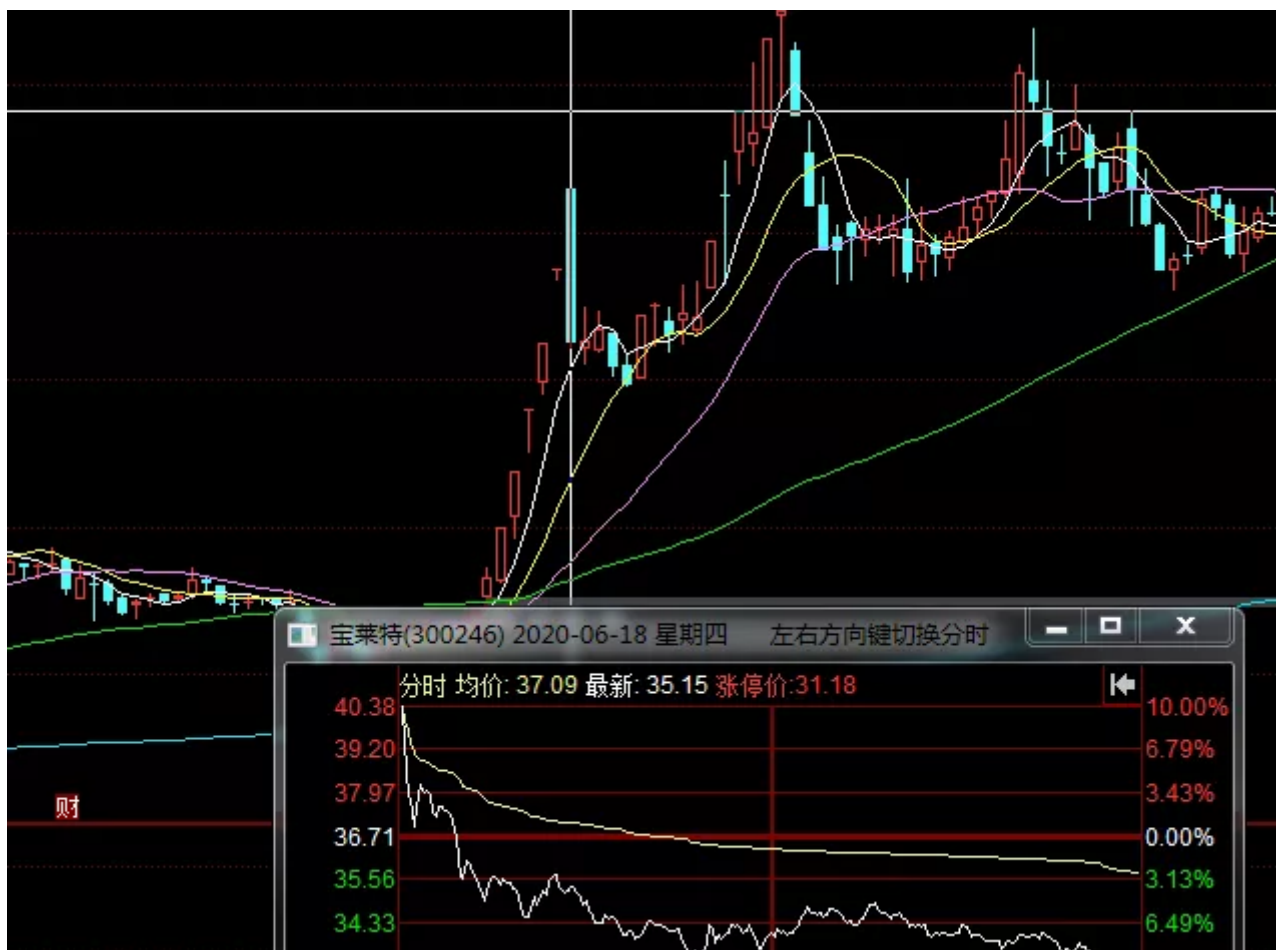 宝莱特(300246) 2020-06-18 星期四 左右方向键切换分时
分时 均价: 37.09 最新: 35.15 涨停价:31.18
40.38 10.00%
39.20 6.79%
37.97 3.43%
财
36.71 0.00%
35.56 3.13%
34.33 6.49%